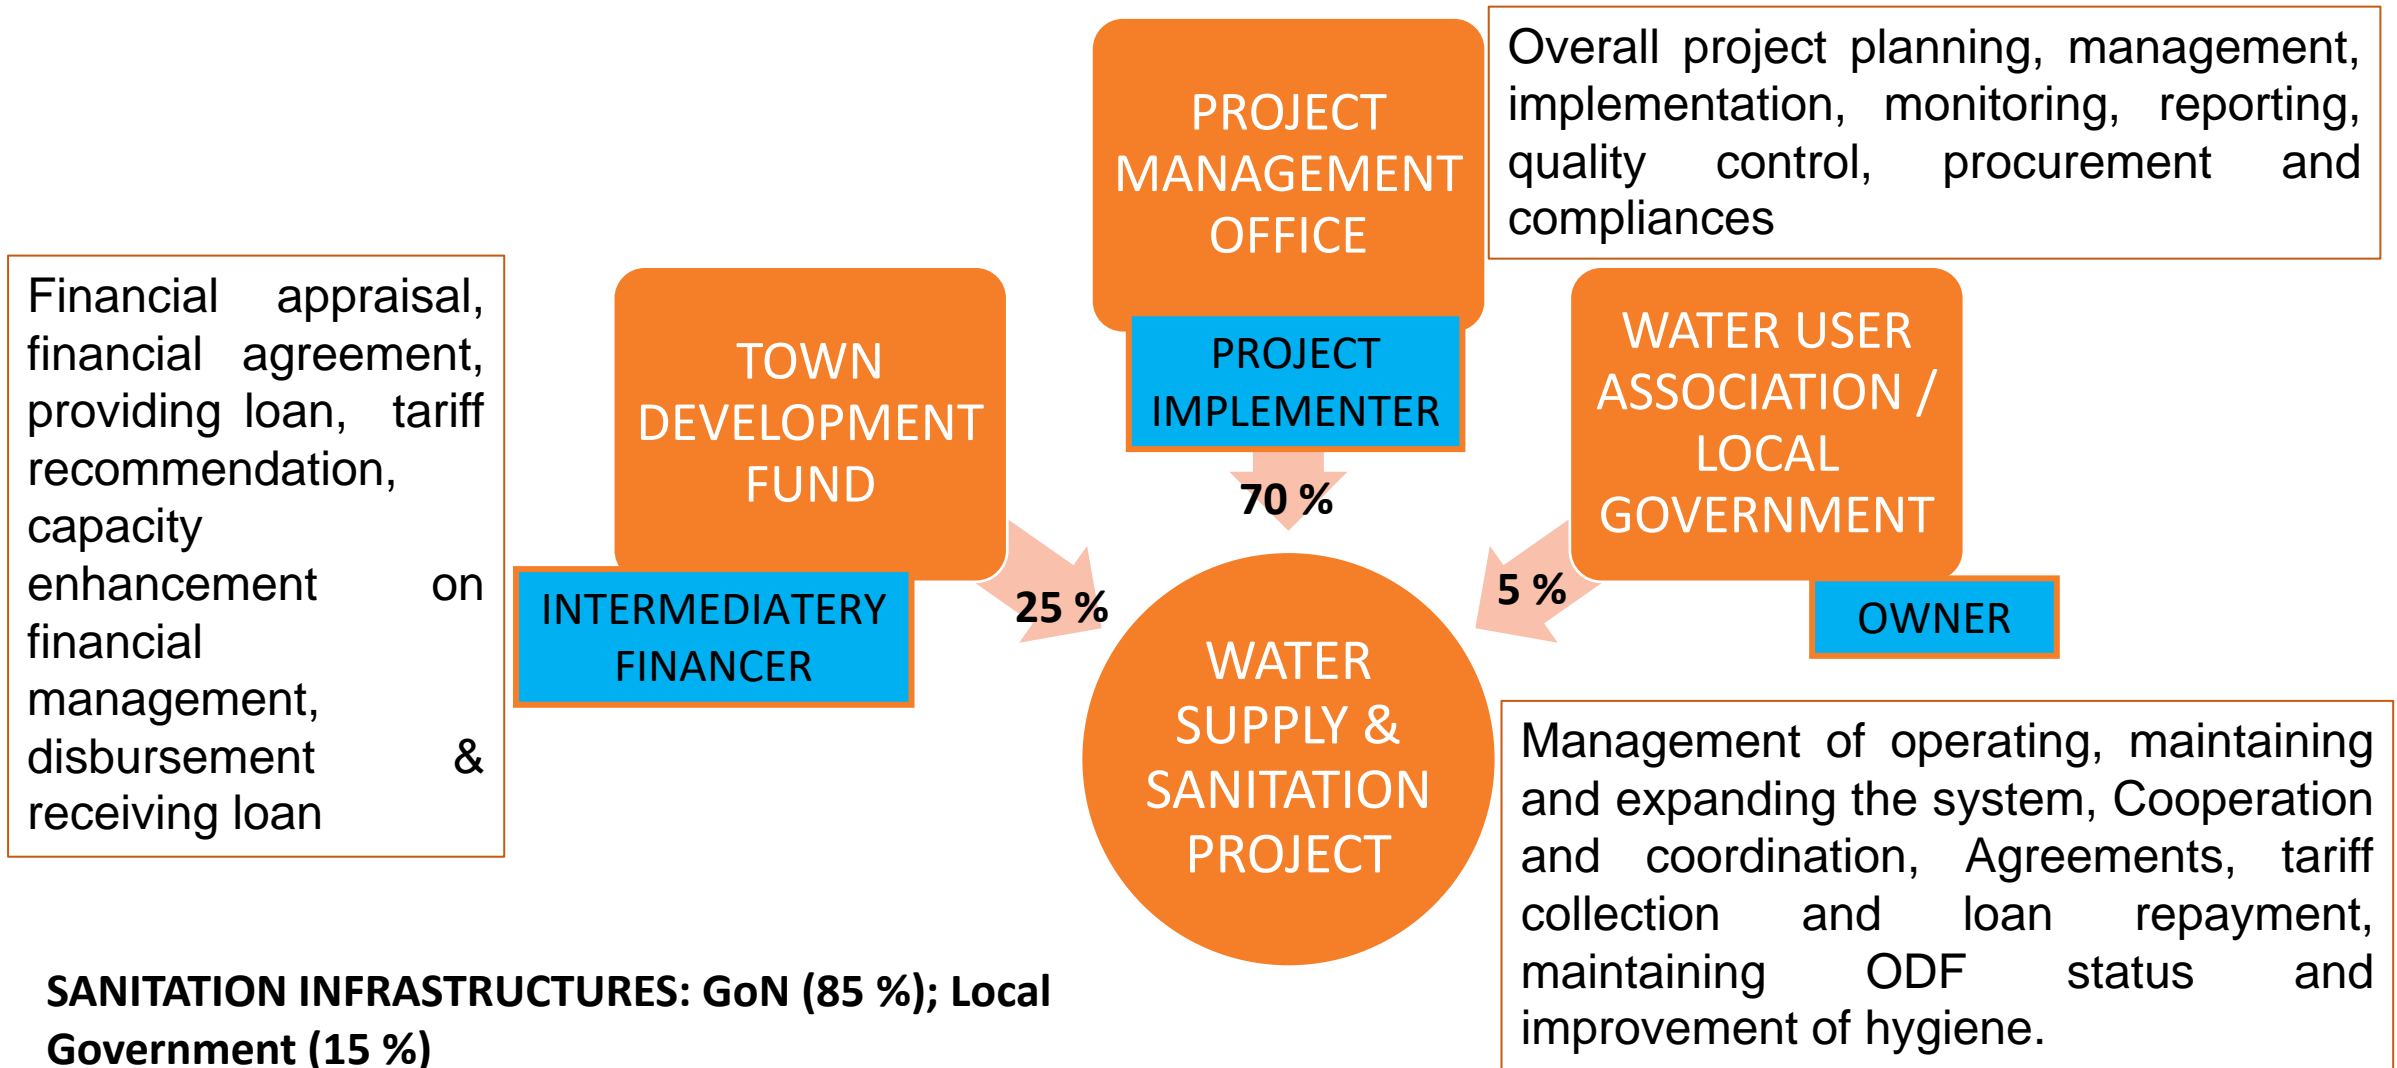 PROJECT
MANAGEMENT
OFFICE
PROJECT
IMPLEMENTER
70 %
Overall project planning, management,
implementation, monitoring, reporting,
quality control, procurement and
compliances
Financial appraisal,
financial agreement,
providing loan, tariff
recommendation,
capacity
enhancement on
financial
management,
disbursement &
receiving loan
TOWN
DEVELOPMENT
FUND
INTERMEDIATERY
FINANCER
25 %
WATER USER
ASSOCIATION /
LOCAL
GOVERNMENT
OWNER
5 %
WATER
SUPPLY &
SANITATION
PROJECT
Management of operating, maintaining
and expanding the system, Cooperation
and coordination, Agreements, tariff
collection and loan repayment,
maintaining ODF status and
improvement of hygiene.
SANITATION INFRASTRUCTURES: GoN (85 %); Local
Government (15 %)